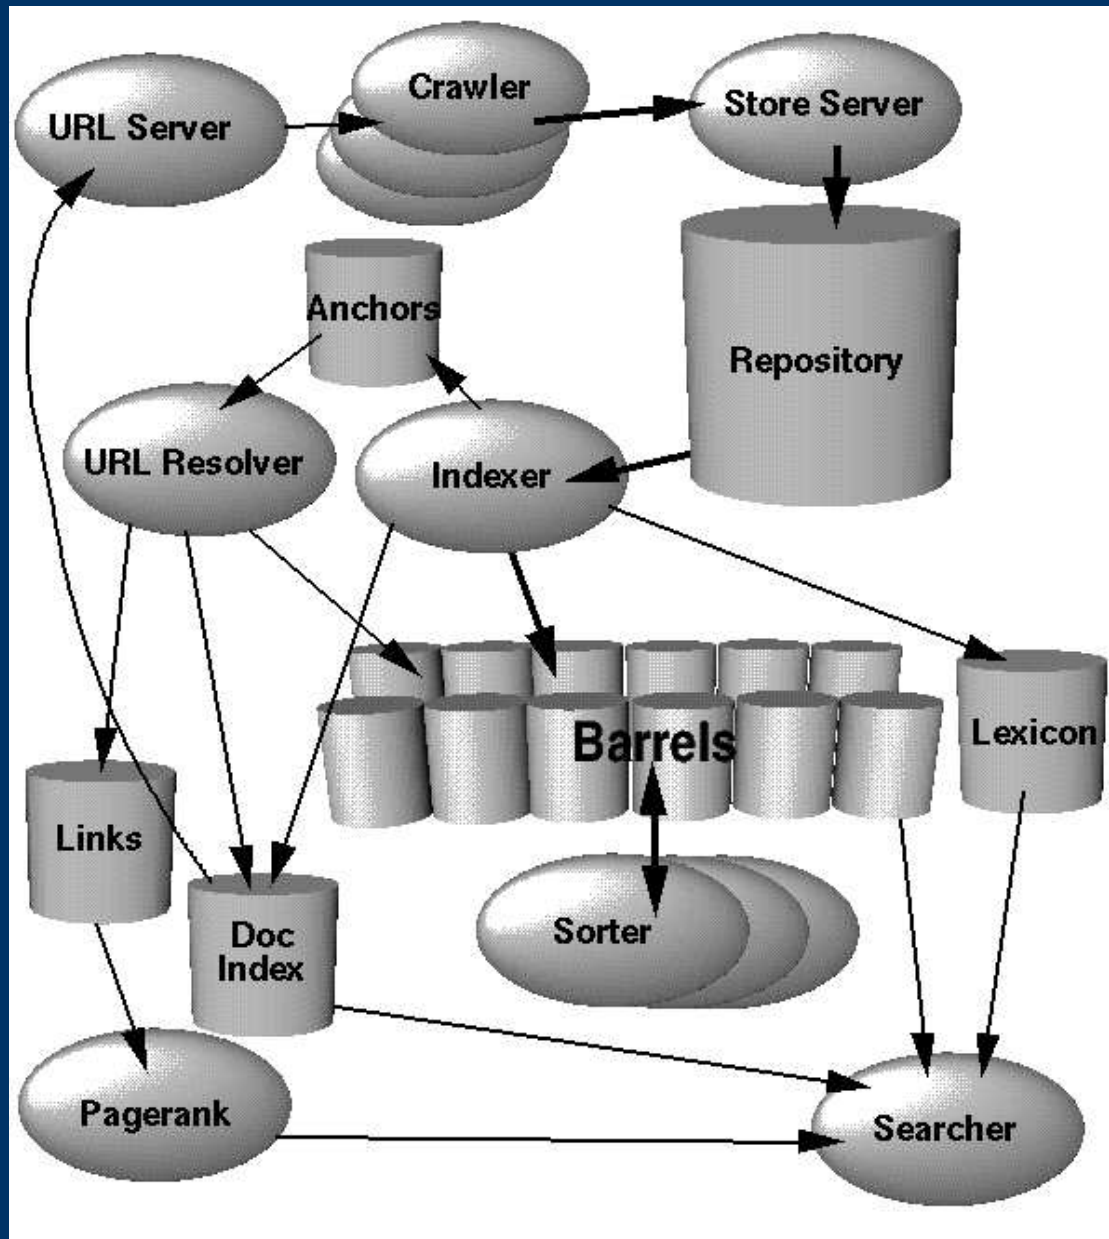 Crawler
URL Server
Store Server
Anchors
Repository
URL Resolver
Indexer
Barrels
Lexicon
Links
Doc
Index
Sorter
Pagerank
Searcher